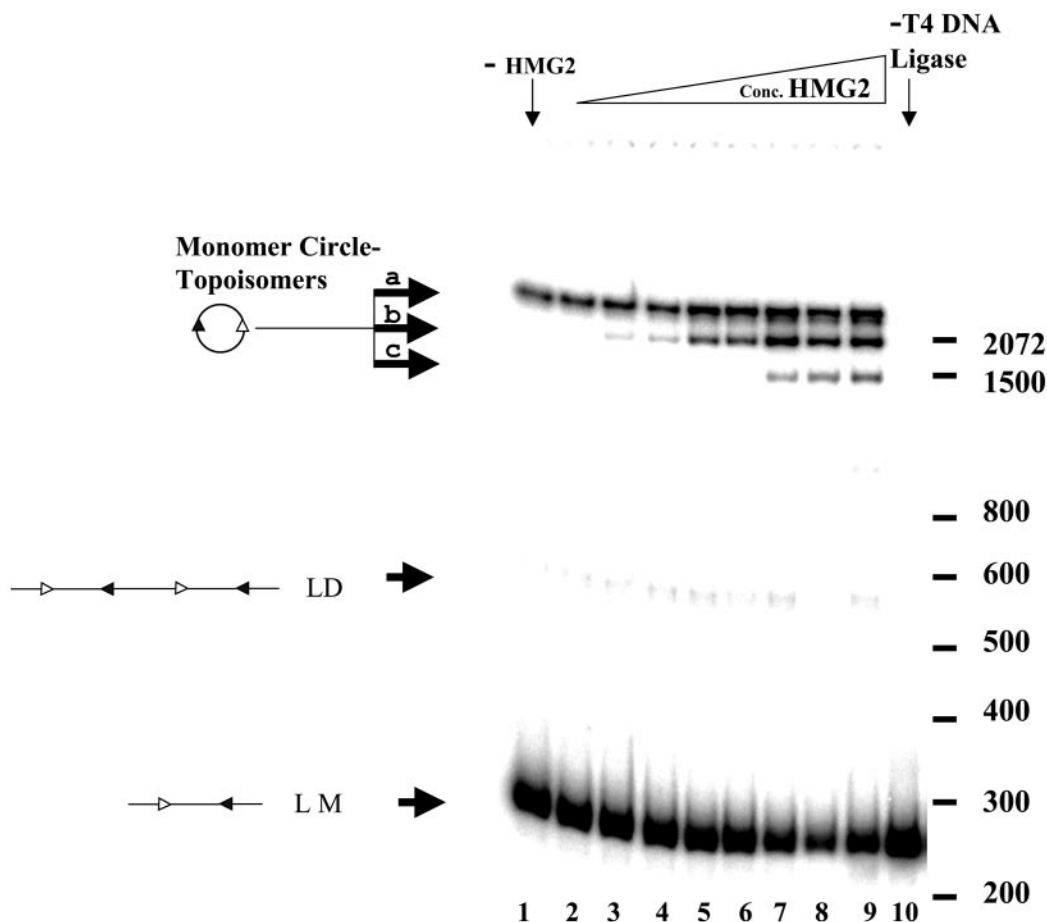 -T4 DNA
Ligase
- HMG2
Conc. HMG2
Monomer Circle-
Topoisomers
a
b
c
2072
1500
800
LD
600
500
400
L M
300
200
1 2 3 4 5 6 7 8 9 10